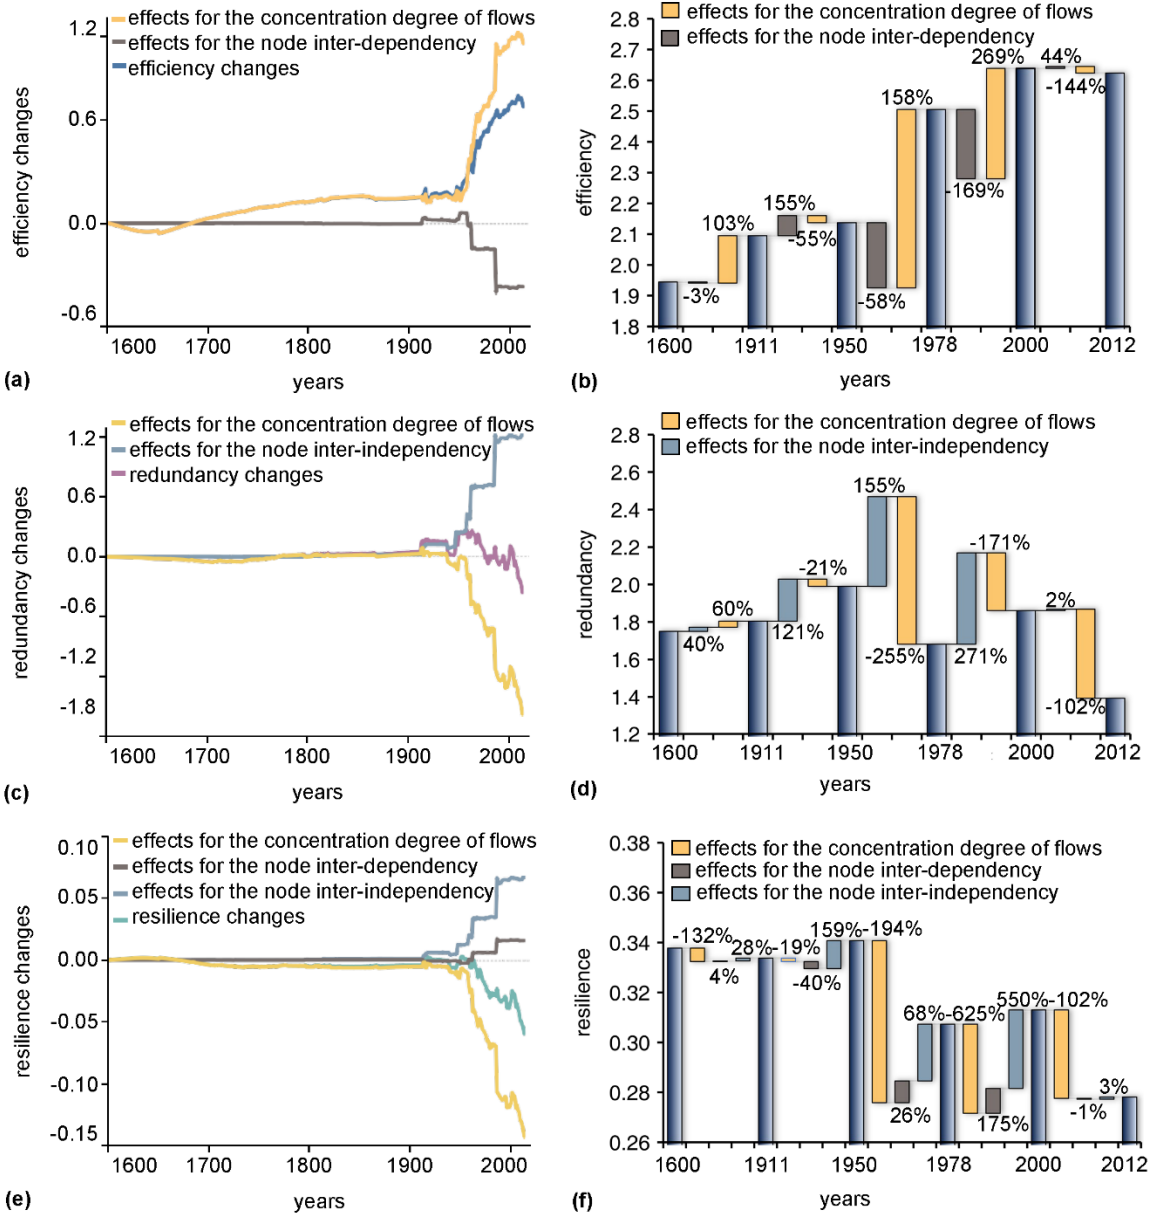 effects for the concentration degree of flows
effects for the node inter-dependency
efficiency changes
1.2
0.6
0.0
-0.6
efficiency changes
1600 1700 1800 1900 2000
years
(a)
effects for the concentration degree of flows
effects for the node inter-dependency
2.8
2.7
2.6
2.5
2.4
2.3
2.2
2.1
2.0
1.9
1.8
efficiency
-3%
103%
155%
-55%
-58%
158%
-169%
269%
44%
-144%
1600 1911 1950 1978 2000 2012
years
(b)
effects for the concentration degree of flows
effects for the node inter-independency
redundancy changes
1.2
0.6
0.0
-0.6
-1.2
-1.8
redundancy changes
1600 1700 1800 1900 2000
years
(c)
effects for the concentration degree of flows
effects for the node inter-independency
2.8
2.4
2.2
2.0
1.8
1.6
1.4
1.2
redundancy
40%
60%
121%
-21%
155%
-255%
271%
-171%
2%
-102%
1600 1911 1950 1978 2000 2012
years
(d)
effects for the concentration degree of flows
effects for the node inter-dependency
effects for the node inter-independency
resilience changes
0.10
0.05
0.00
-0.05
-0.10
-0.15
resilience changes
1600 1700 1800 1900 2000
years
(e)
effects for the concentration degree of flows
effects for the node inter-dependency
effects for the node inter-independency
0.38
0.36
0.34
0.32
0.30
0.28
0.26
resilience
-132%
4%
28%
-19%
-40%
159%
-194%
26%
68%
-625%
175%
550%
-102%
-1%
3%
1600 1911 1950 1978 2000 2012
years
(f)